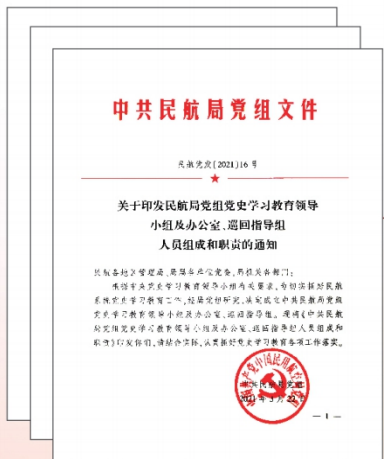 中共民航局党组文件
民航党发〔2021〕16号
关于印发民航局党组党史学习教育领导
小组及办公室、巡回指导组
人员组成和职责的通知
民航各地区管理局、局属各单位党委，局机关各部门：
根据中央党史学习教育领导小组有关要求，为切实抓好民航
系统党史学习教育工作，经局党组研究，决定成立中共民航局党组
党史学习教育领导小组及办公室、巡回指导组。现将《中共民航
局党组党史学习教育领导小组及办公室、巡回指导组人员组成和
职责》印发你们，请结合实际，认真抓好党史学习教育各项工作落实。
中共民航局党组
2021年3月22日
— 1 —